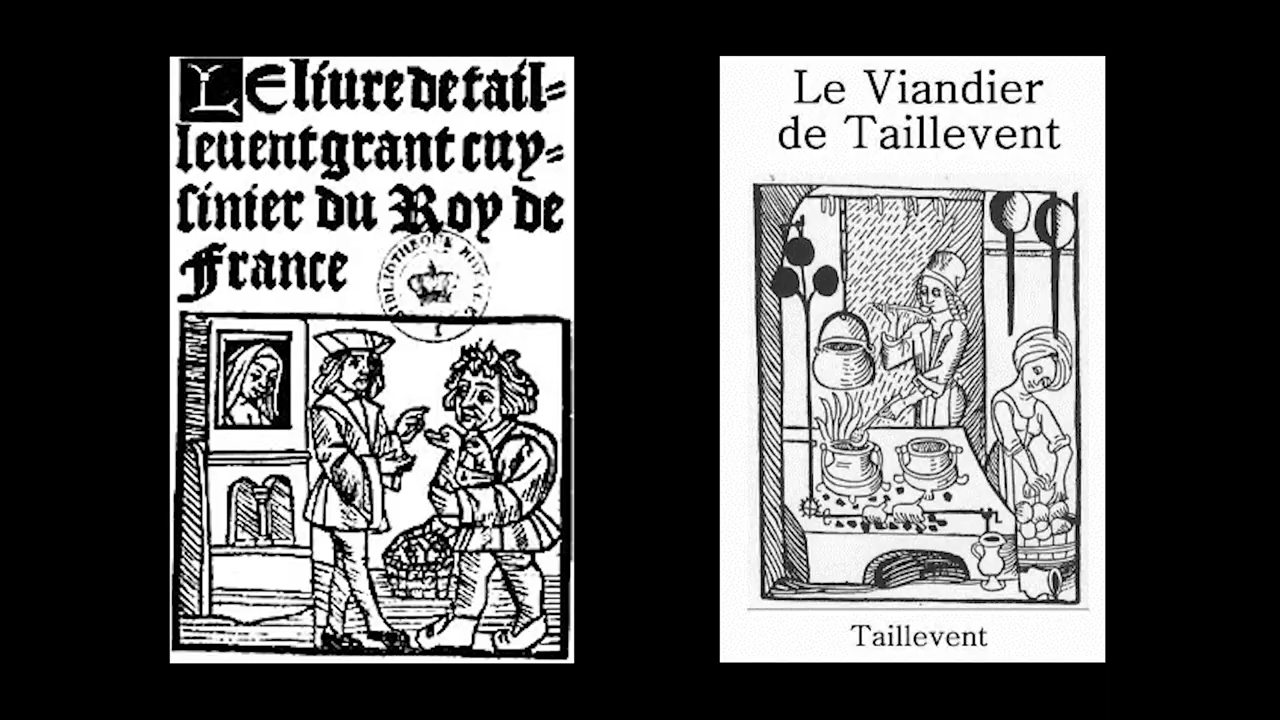 LE liure de tail=
leuent grant cuy=
sinier du Roy de
France
Le Viandier
de Taillevent
Taillevent